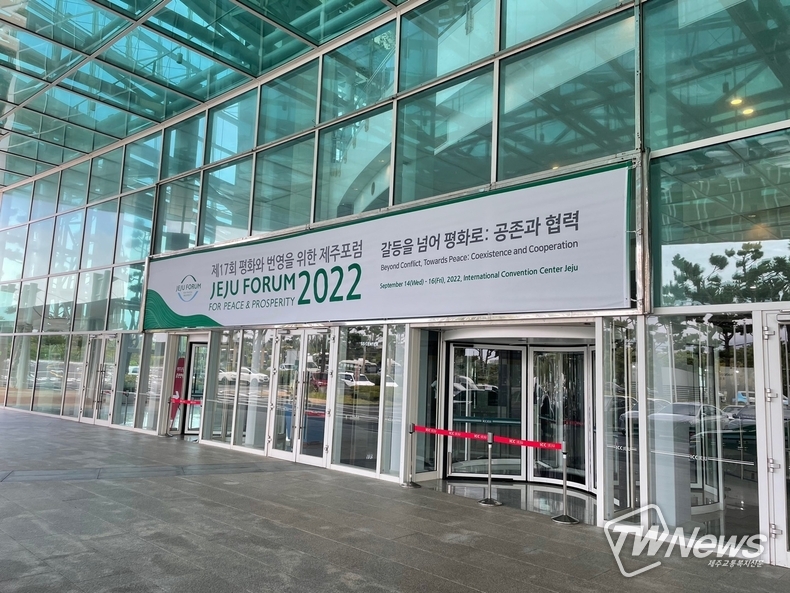 제17회 평화와 번영을 위한 제주포럼
JEJU FORUM
FOR PEACE & PROSPERITY
2022
갈등을 넘어 평화로: 공존과 협력
Beyond Conflict, Towards Peace: Coexistence and Cooperation
September 14(Wed) - 16(Fri), 2022, International Convention Center Jeju
JEJU FORUM
TWNews
제주교통복지신문